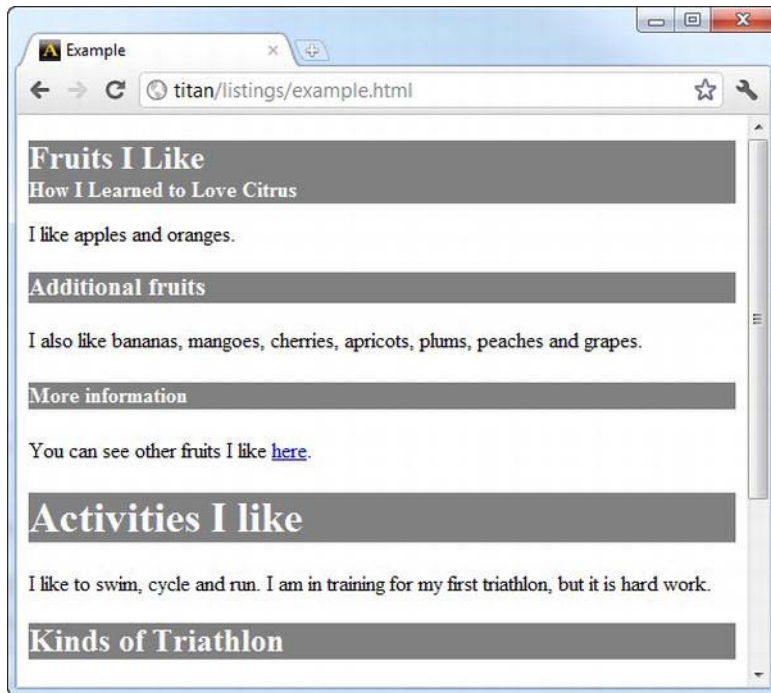 Example
titan/listings/example.html
Fruits I Like
How I Learned to Love Citrus
I like apples and oranges.
Additional fruits
I also like bananas, mangoes, cherries, apricots, plums, peaches and grapes.
More information
You can see other fruits I like here.
Activities I like
I like to swim, cycle and run. I am in training for my first triathlon, but it is hard work.
Kinds of Triathlon